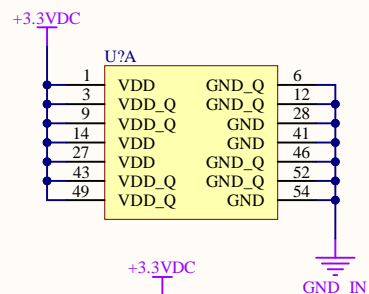 +3.3VDC
U?A
1 VDD GND_Q 6
3 VDD_Q GND_Q 12
9 VDD_Q GND 28
14 VDD GND 41
27 VDD GND_Q 46
43 VDD_Q GND_Q 52
49 VDD_Q GND 54
+3.3VDC
GND_IN